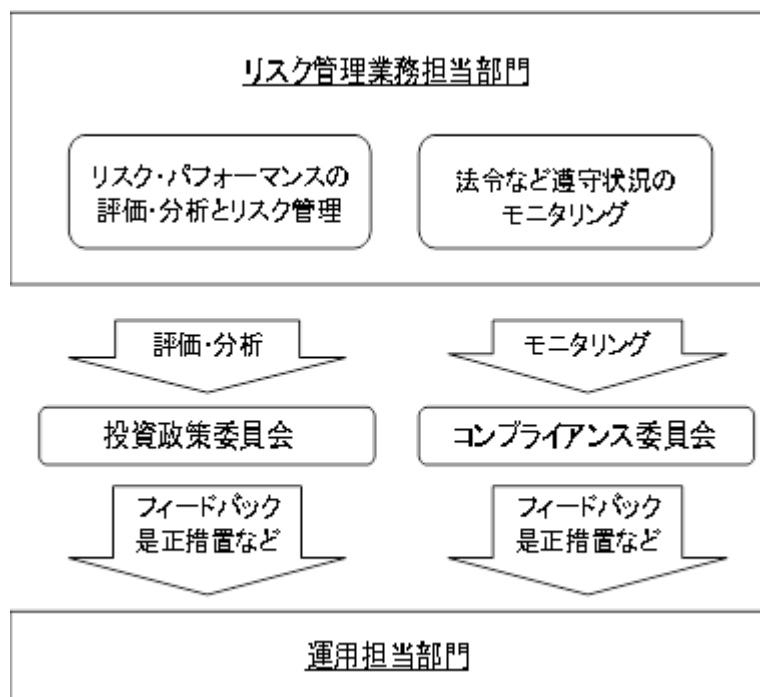 リスク管理業務担当部門
リスク・パフォーマンスの
評価・分析とリスク管理
法令など遵守状況の
モニタリング
評価・分析
モニタリング
投資政策委員会
コンプライアンス委員会
フィードバック
是正措置など
フィードバック
是正措置など
運用担当部門